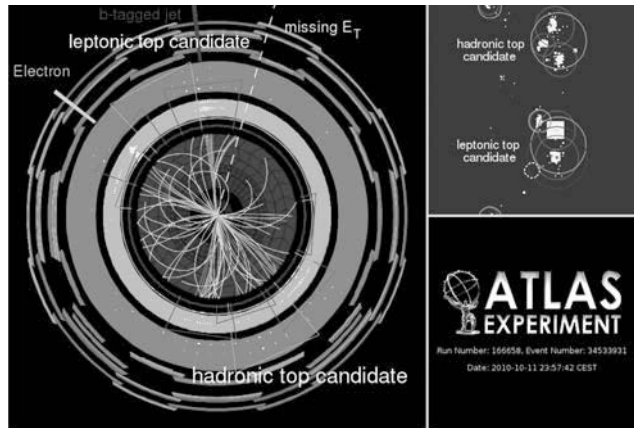 b-tagged jet
missing E_T
leptonic top candidate
Electron
hadronic top candidate
hadronic top
candidate
leptonic top
candidate
ATLAS
EXPERIMENT
Run Number: 166658, Event Number: 34533931
Date: 2010-10-11 23:57:42 CEST